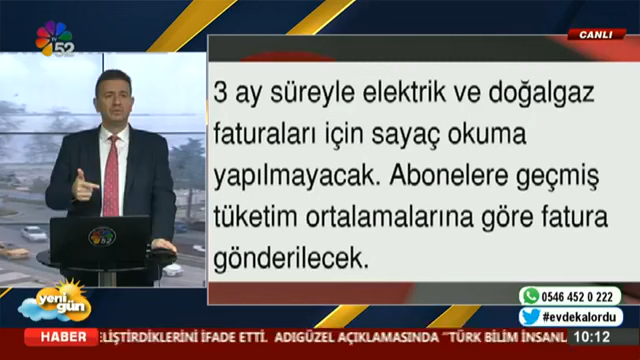 52
CANLI
3 ay süreyle elektrik ve doğalgaz
faturaları için sayaç okuma
yapılmayacak. Abonelere geçmiş
tüketim ortalamalarına göre fatura
gönderilecek.
52
yeni
gün
0546 452 0 222
#evdekalordu
HABER
ELİŞTİRDİKLERİNİ İFADE ETTİ. ADIGÜZEL AÇIKLAMASINDA "TÜRK BİLİM İNSANL
10:12